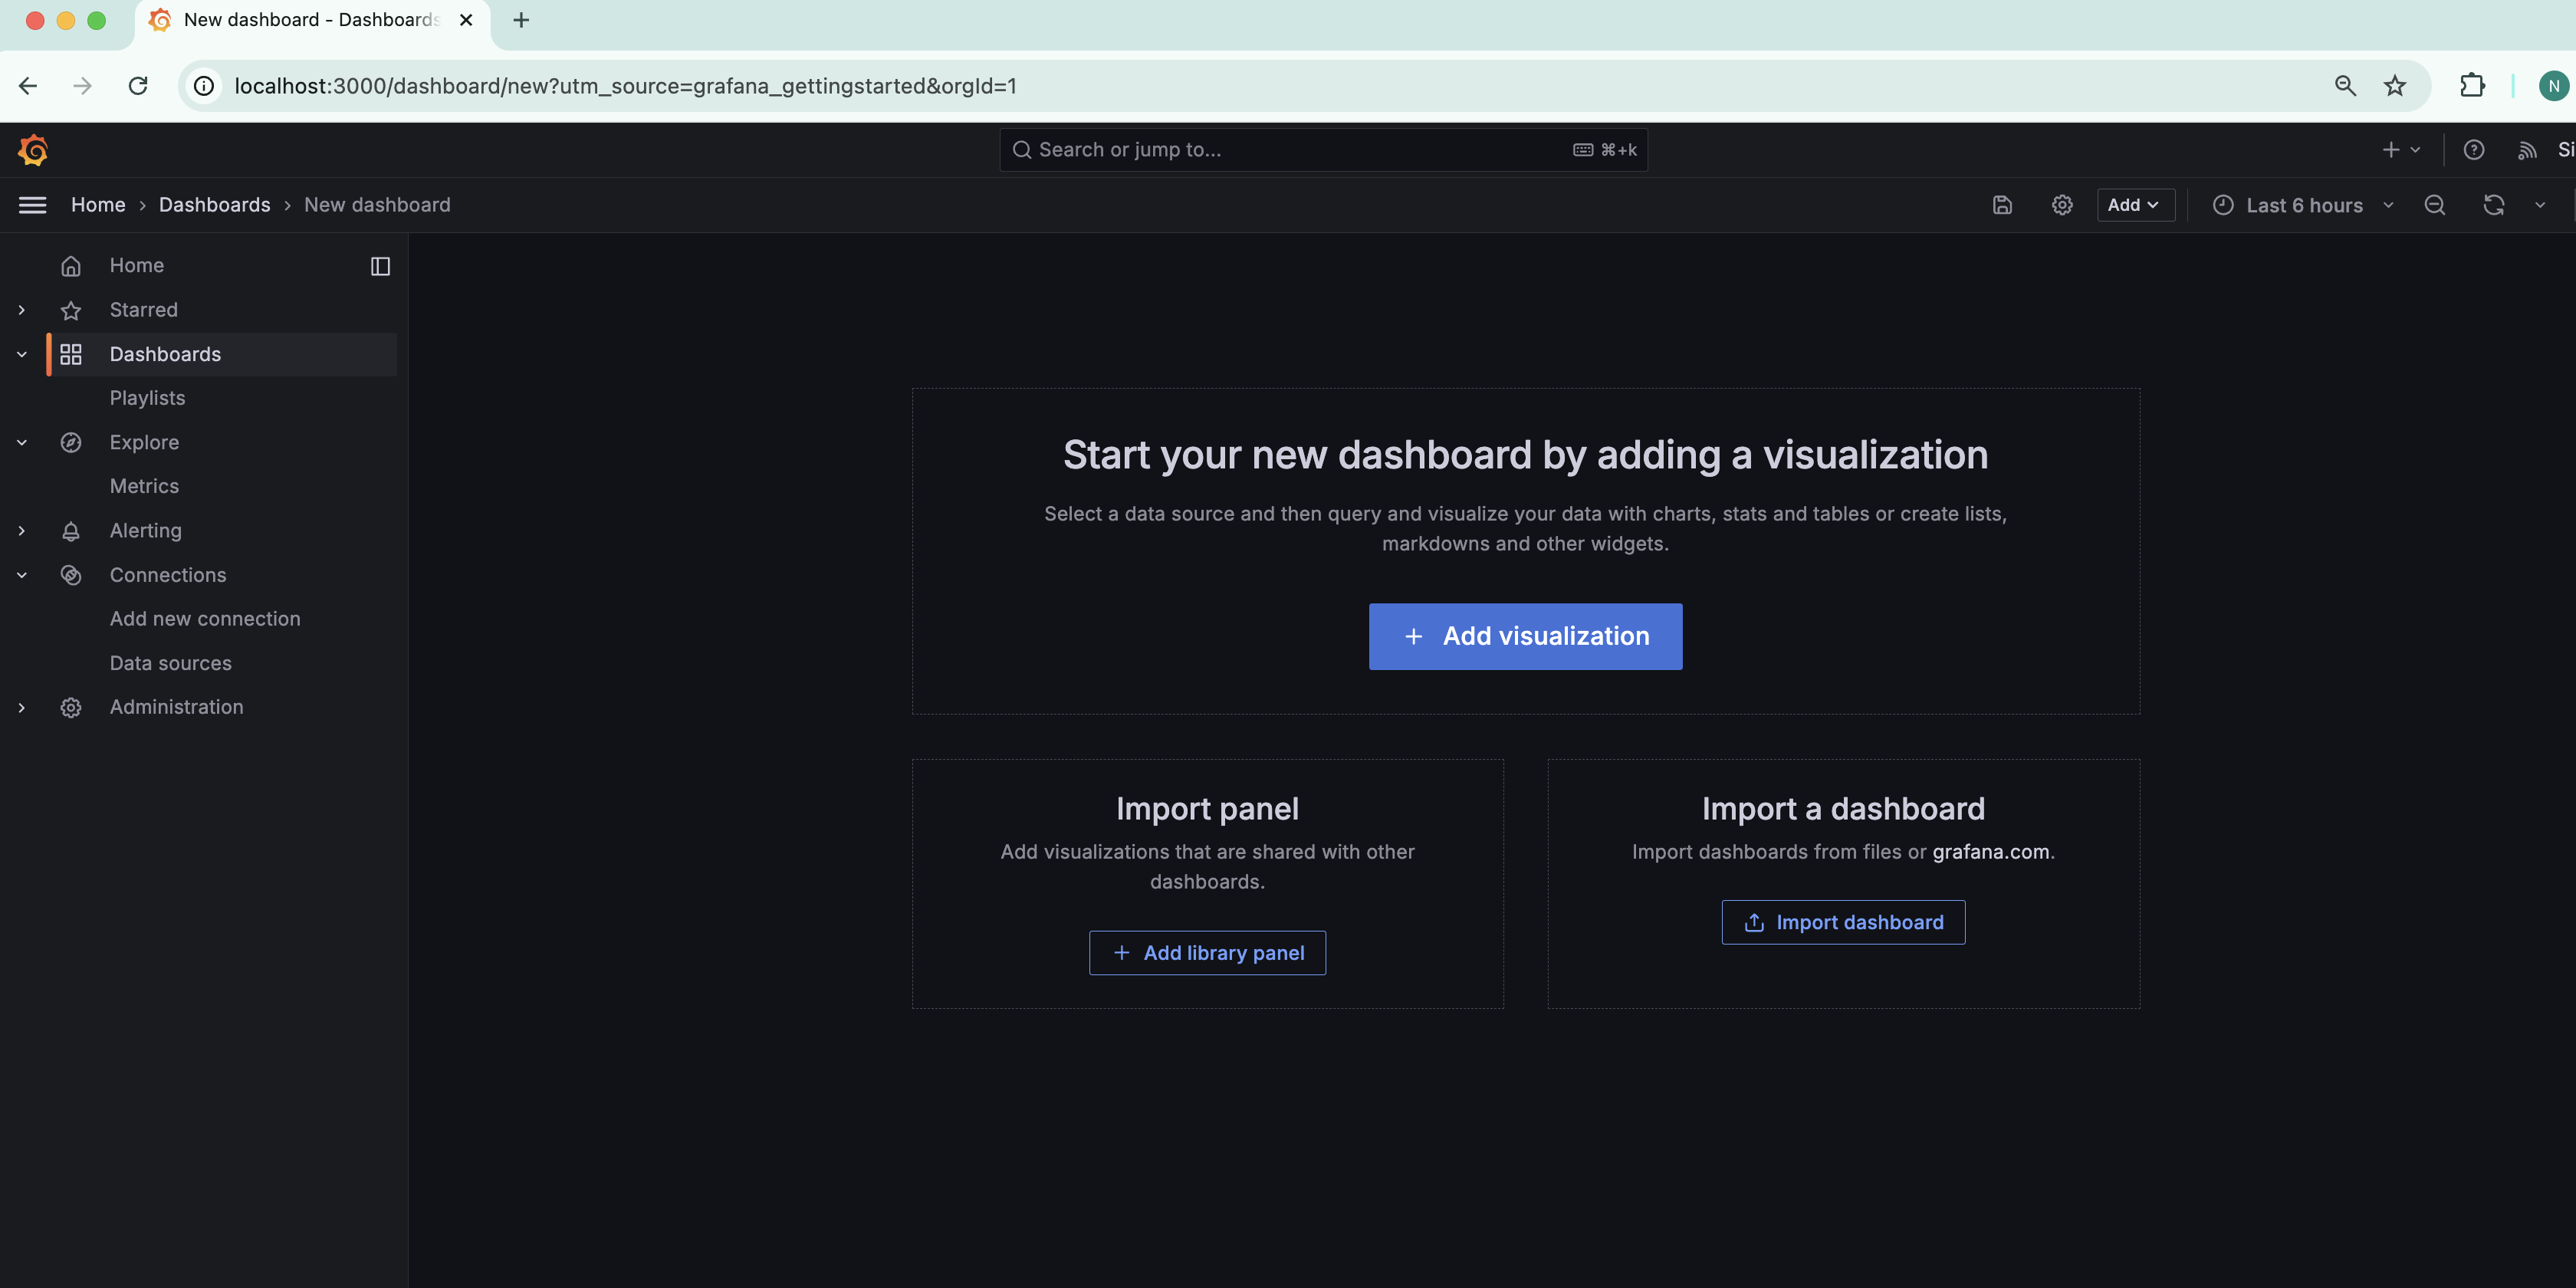 New dashboard - Dashboards
localhost:3000/dashboard/new?utm_source=grafana_gettingstarted&orgId=1
N
Search or jump to...
⌘+k
Home › Dashboards › New dashboard
Add
Last 6 hours
Home
Starred
Dashboards
Playlists
Explore
Metrics
Alerting
Connections
Add new connection
Data sources
Administration
Start your new dashboard by adding a visualization
Select a data source and then query and visualize your data with charts, stats and tables or create lists,
markdowns and other widgets.
+ Add visualization
Import panel
Add visualizations that are shared with other
dashboards.
+ Add library panel
Import a dashboard
Import dashboards from files or grafana.com.
Import dashboard